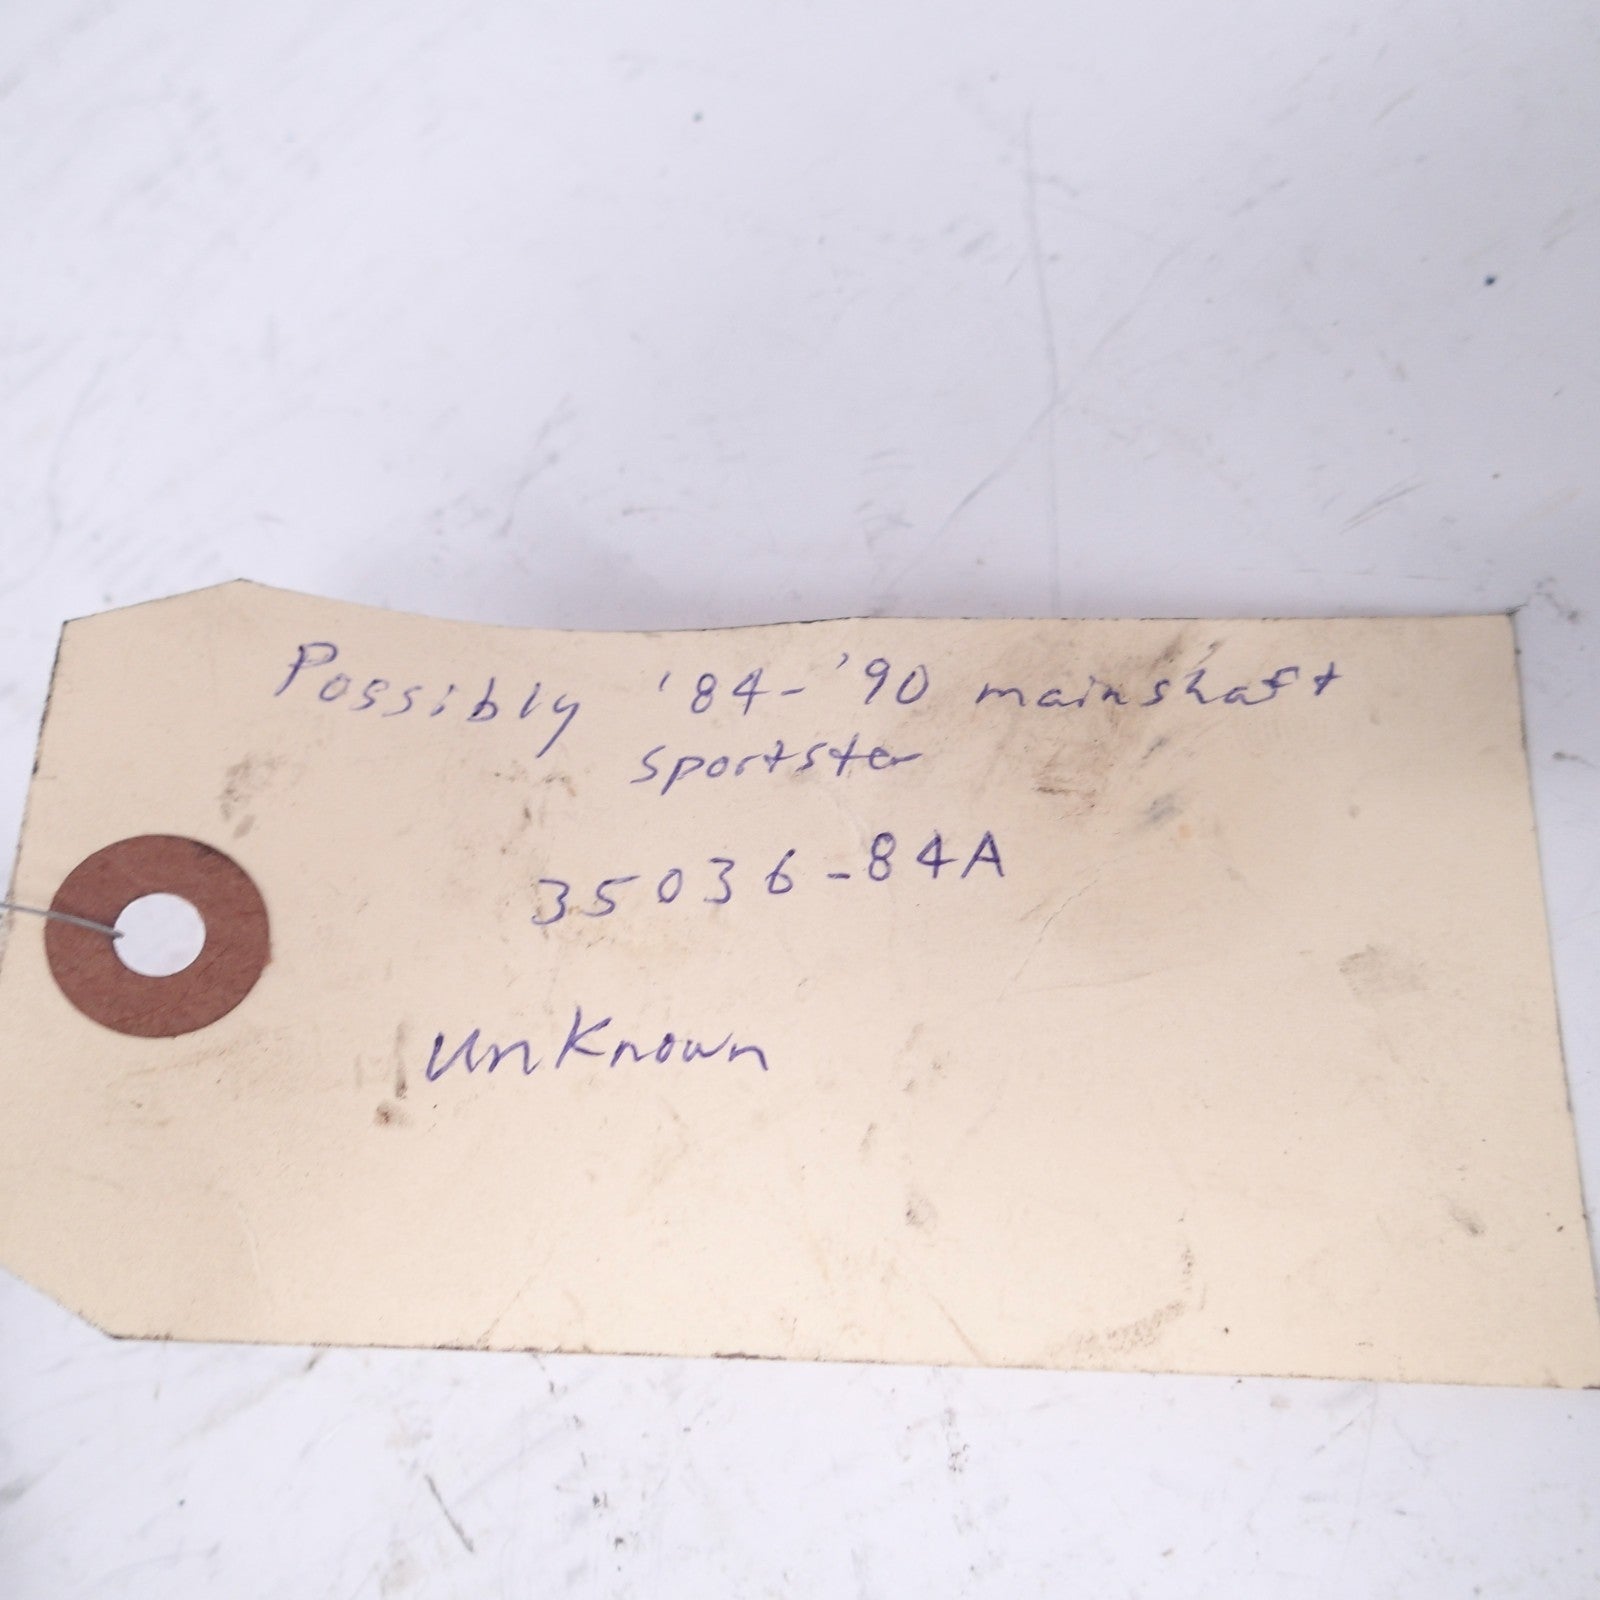 Possibly '84-'90 mainshaft
sportster
35036-84A
Unknown